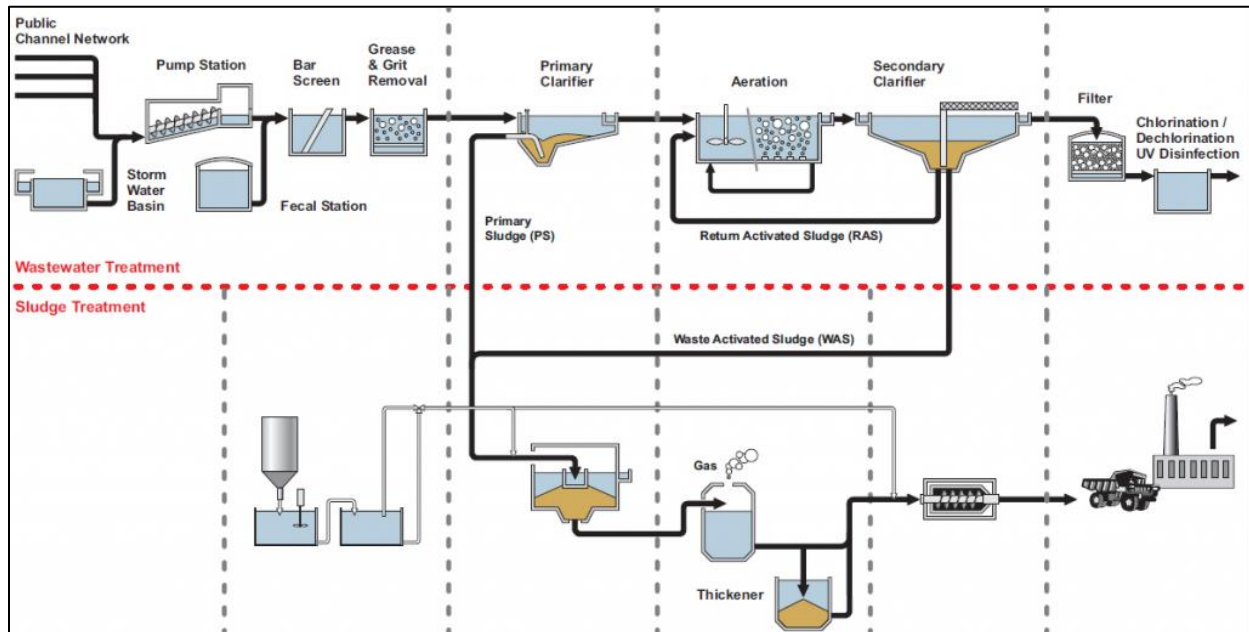 Public
Channel Network
Pump Station
Bar
Screen
Grease
& Grit
Removal
Primary
Clarifier
Aeration
Secondary
Clarifier
Filter
Chlorination /
Dechlorination
UV Disinfection
Storm
Water
Basin
Fecal Station
Primary
Sludge (PS)
Return Activated Sludge (RAS)
Wastewater Treatment
Sludge Treatment
Waste Activated Sludge (WAS)
Gas
Thickener